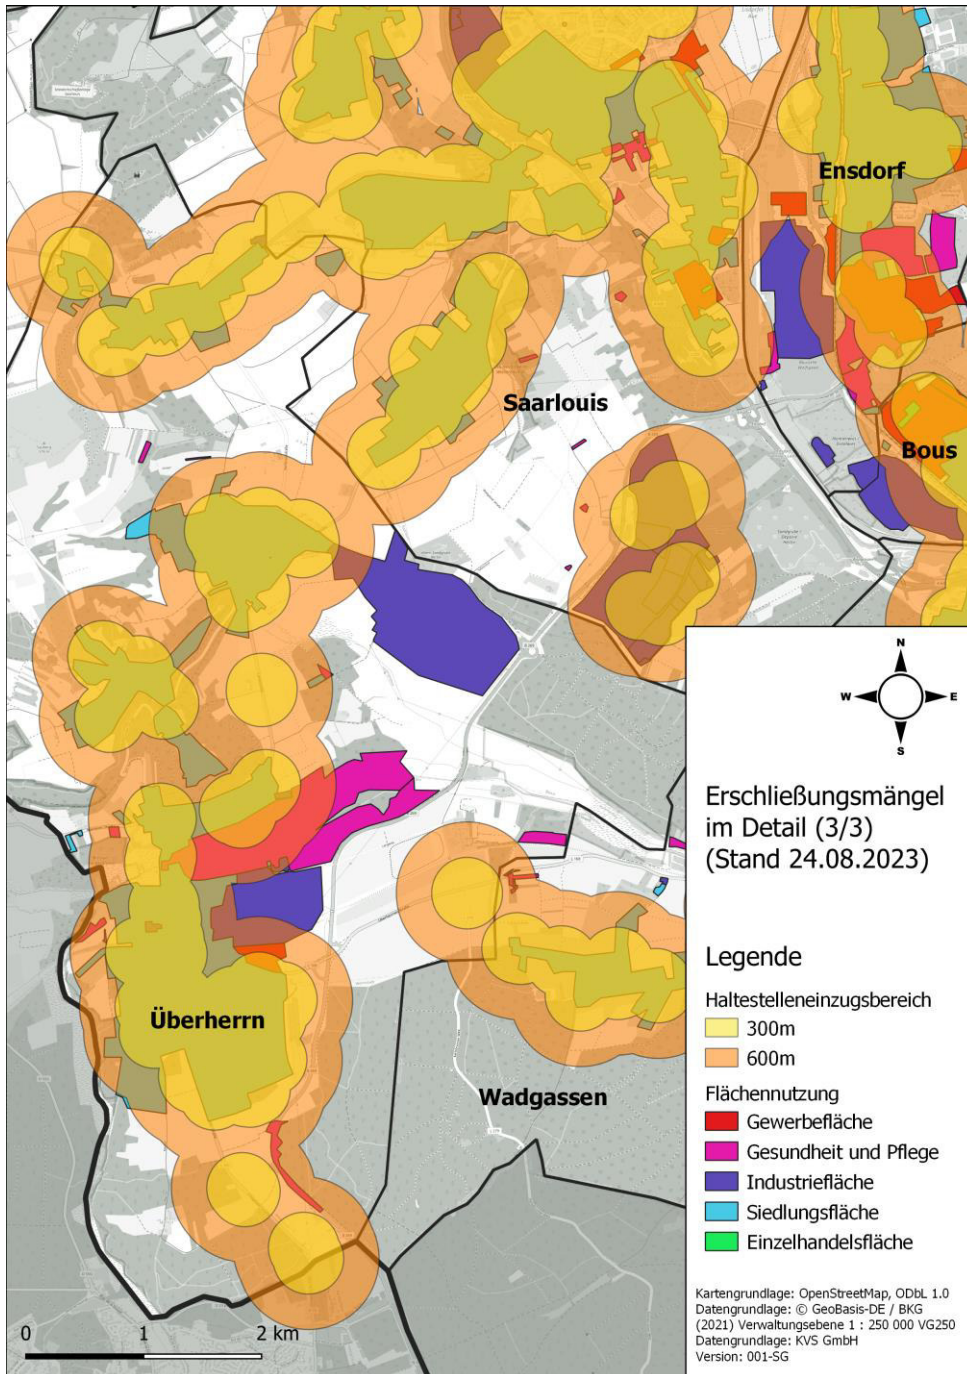 Ensdorf
Saarlouis
Bous
Überherrn
Wadgassen
N
W
E
S
Erschließungsmängel
im Detail (3/3)
(Stand 24.08.2023)
Legende
Haltestelleneinzugsbereich
300m
600m
Flächennutzung
Gewerbefläche
Gesundheit und Pflege
Industriefläche
Siedlungsfläche
Einzelhandelsfläche
Kartengrundlage: OpenStreetMap, ODbL 1.0
Datengrundlage: © GeoBasis-DE / BKG
(2021) Verwaltungsebene 1 : 250 000 VG250
Datengrundlage: KVS GmbH
Version: 001-SG
0 1 2 km